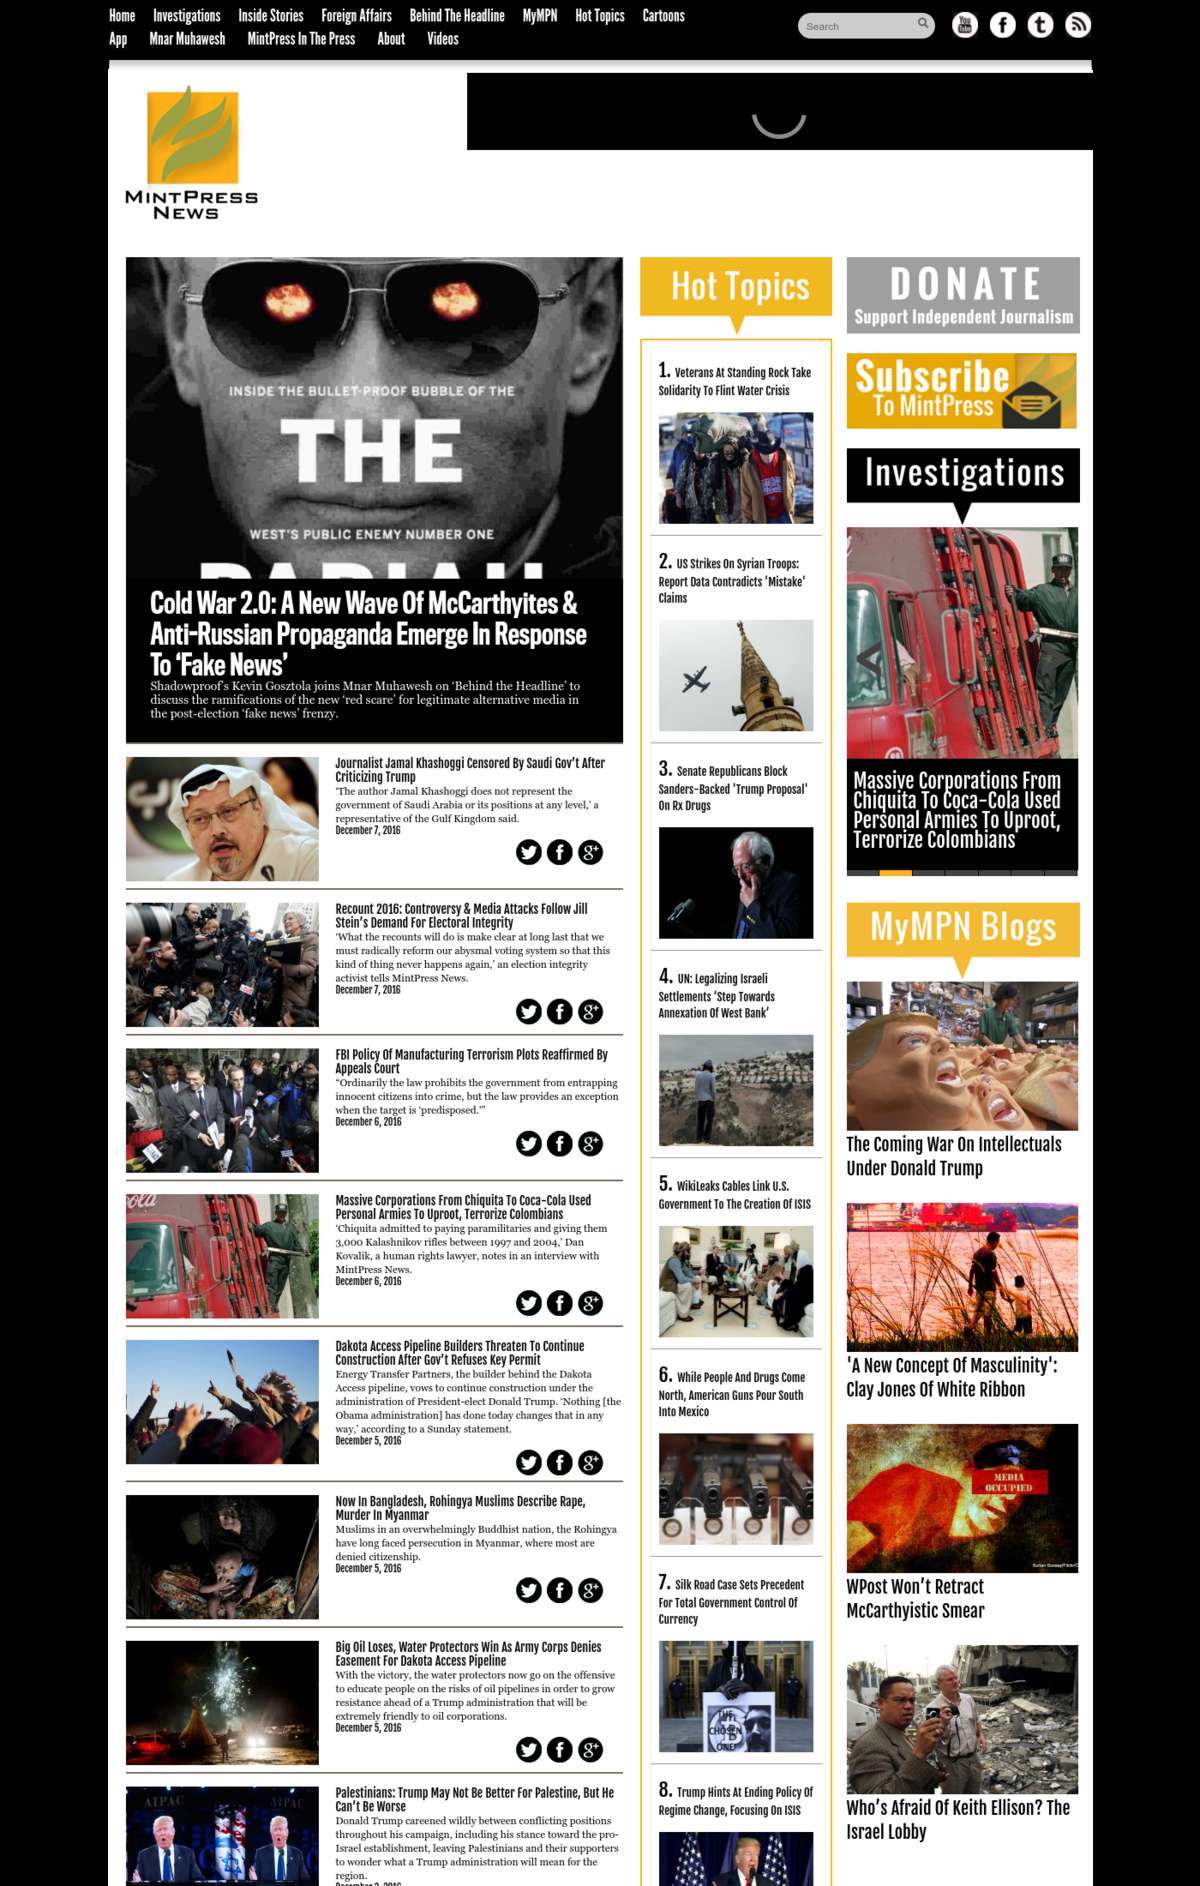 Home Investigations Inside Stories Foreign Affairs Behind The Headline MyMPN Hot Topics Cartoons
App Mnar Muhawesh MintPress In The Press About Videos
Search
You
Tube
MINTPRESS
NEWS
INSIDE THE BULLET-PROOF BUBBLE OF THE
THE
WEST'S PUBLIC ENEMY NUMBER ONE
PARIAH
Cold War 2.0: A New Wave Of McCarthyites &
Anti-Russian Propaganda Emerge In Response
To ‘Fake News’
Shadowproof’s Kevin Gosztola joins Mnar Muhawesh on ‘Behind the Headline’ to
discuss the ramifications of the new ‘red scare’ for legitimate alternative media in
the post-election ‘fake news’ frenzy.
Journalist Jamal Khashoggi Censored By Saudi Gov’t After
Criticizing Trump
‘The author Jamal Khashoggi does not represent the
government of Saudi Arabia or its positions at any level,’ a
representative of the Gulf Kingdom said.
December 7, 2016
Recount 2016: Controversy & Media Attacks Follow Jill
Stein’s Demand For Electoral Integrity
‘What the recounts will do is make clear at long last that we
must radically reform our abysmal voting system so that this
kind of thing never happens again,’ an election integrity
activist tells MintPress News.
December 7, 2016
FBI Policy Of Manufacturing Terrorism Plots Reaffirmed By
Appeals Court
“Ordinarily the law prohibits the government from entrapping
innocent citizens into crime, but the law provides an exception
when the target is ‘predisposed.’”
December 6, 2016
Massive Corporations From Chiquita To Coca-Cola Used
Personal Armies To Uproot, Terrorize Colombians
‘Chiquita admitted to paying paramilitaries and giving them
3,000 Kalashnikov rifles between 1997 and 2004,’ Dan
Kovalik, a human rights lawyer, notes in an interview with
MintPress News.
December 6, 2016
Dakota Access Pipeline Builders Threaten To Continue
Construction After Gov’t Refuses Key Permit
Energy Transfer Partners, the builder behind the Dakota
Access pipeline, vows to continue construction under the
administration of President-elect Donald Trump. ‘Nothing [the
Obama administration] has done today changes that in any
way,’ according to a Sunday statement.
December 5, 2016
Now In Bangladesh, Rohingya Muslims Describe Rape,
Murder In Myanmar
Muslims in an overwhelmingly Buddhist nation, the Rohingya
have long faced persecution in Myanmar, where most are
denied citizenship.
December 5, 2016
Big Oil Loses, Water Protectors Win As Army Corps Denies
Easement For Dakota Access Pipeline
With the victory, the water protectors now go on the offensive
to educate people on the risks of oil pipelines in order to grow
resistance ahead of a Trump administration that will be
extremely friendly to oil corporations.
December 5, 2016
AIPAC AIPAC
Palestinians: Trump May Not Be Better For Palestine, But He
Can’t Be Worse
Donald Trump careened wildly between conflicting positions
throughout his campaign, including his stance toward the pro-
Israel establishment, leaving Palestinians and their supporters
to wonder what a Trump administration will mean for the
region.
Hot Topics
1. Veterans At Standing Rock Take
Solidarity To Flint Water Crisis
2. US Strikes On Syrian Troops:
Report Data Contradicts 'Mistake'
Claims
3. Senate Republicans Block
Sanders-Backed 'Trump Proposal'
On Rx Drugs
4. UN: Legalizing Israeli
Settlements ‘Step Towards
Annexation Of West Bank’
5. WikiLeaks Cables Link U.S.
Government To The Creation Of ISIS
6. While People And Drugs Come
North, American Guns Pour South
Into Mexico
7. Silk Road Case Sets Precedent
For Total Government Control Of
Currency
THE
CHOSEN
ONE
8. Trump Hints At Ending Policy Of
Regime Change, Focusing On ISIS
DONATE
Support Independent Journalism
Subscribe
To MintPress
Investigations
Massive Corporations From
Chiquita To Coca-Cola Used
Personal Armies To Uproot,
Terrorize Colombians
MyMPN Blogs
The Coming War On Intellectuals
Under Donald Trump
'A New Concept Of Masculinity':
Clay Jones Of White Ribbon
MEDIA
OCCUPIED
WPost Won’t Retract
McCarthyistic Smear
Who’s Afraid Of Keith Ellison? The
Israel Lobby